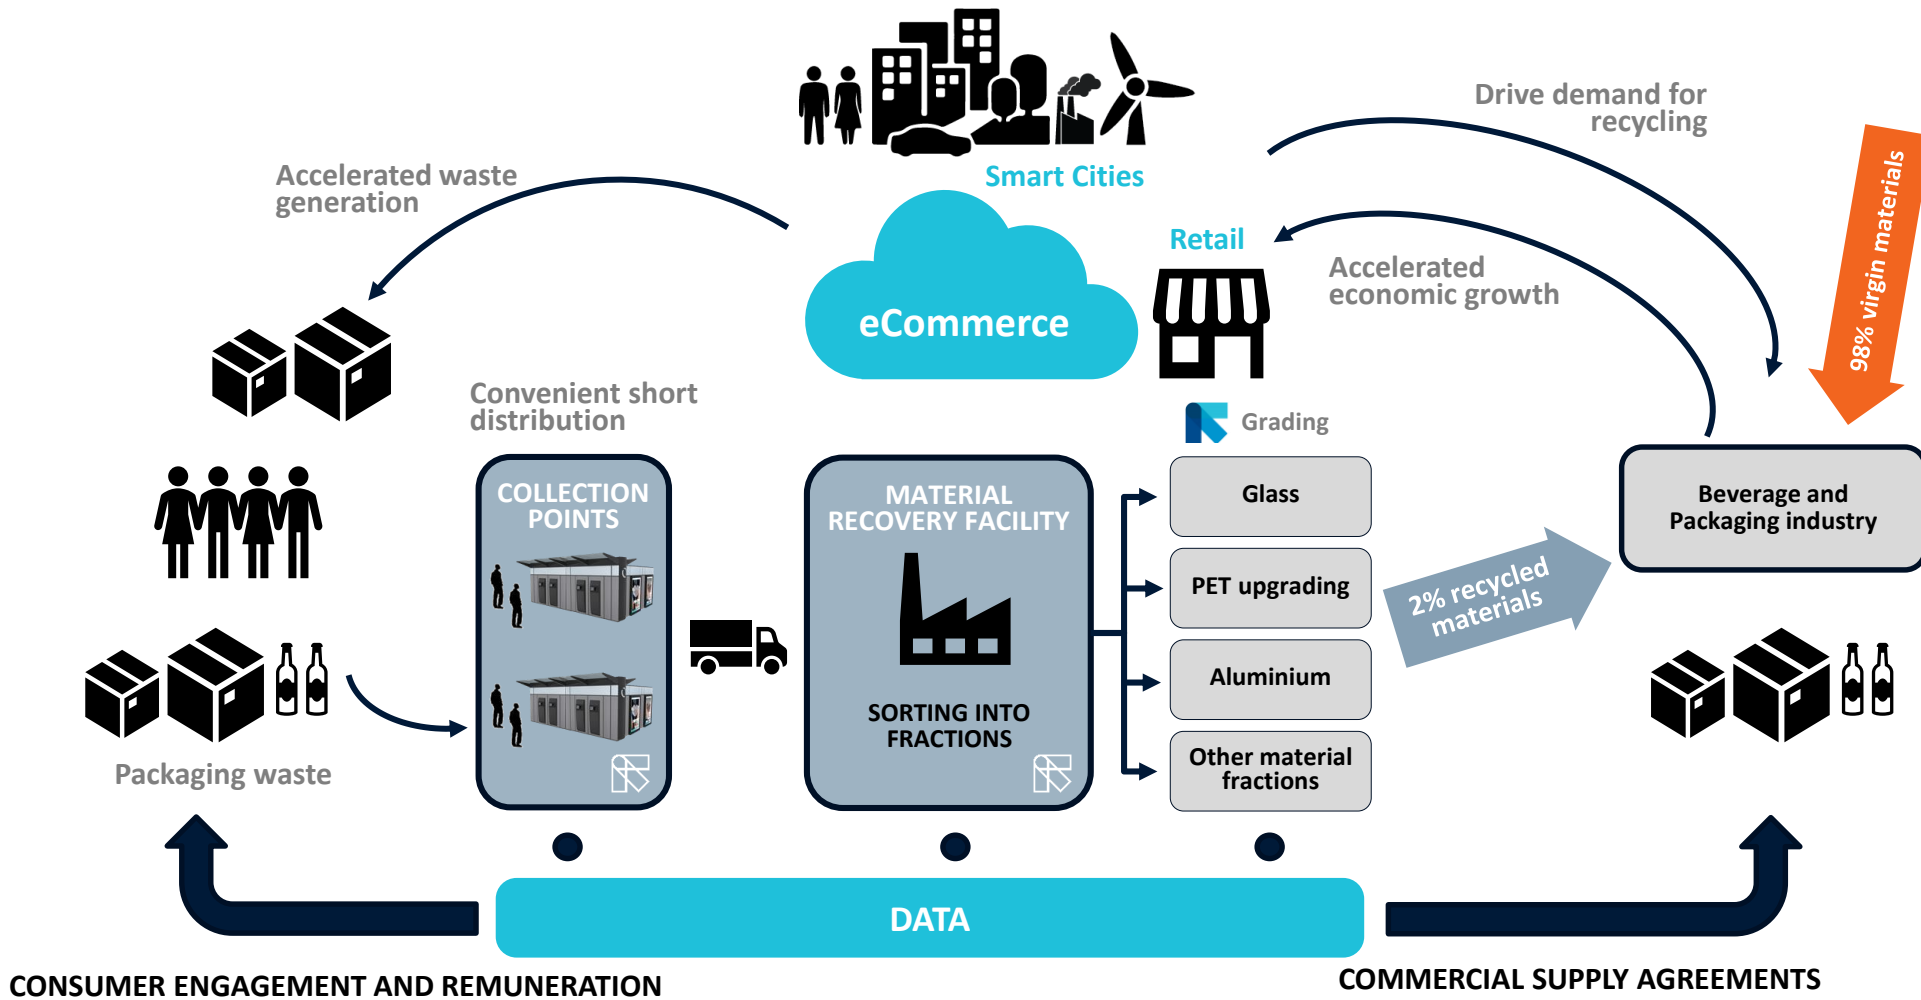 Drive demand for
recycling
Smart Cities
Accelerated waste
generation
98% virgin materials
Retail
Accelerated
economic growth
eCommerce
Convenient short
distribution
Grading
COLLECTION
POINTS
MATERIAL
RECOVERY FACILITY
SORTING INTO
FRACTIONS
Glass
PET upgrading
Aluminium
Other material
fractions
2% recycled
materials
Beverage and
Packaging industry
Packaging waste
DATA
CONSUMER ENGAGEMENT AND REMUNERATION
COMMERCIAL SUPPLY AGREEMENTS